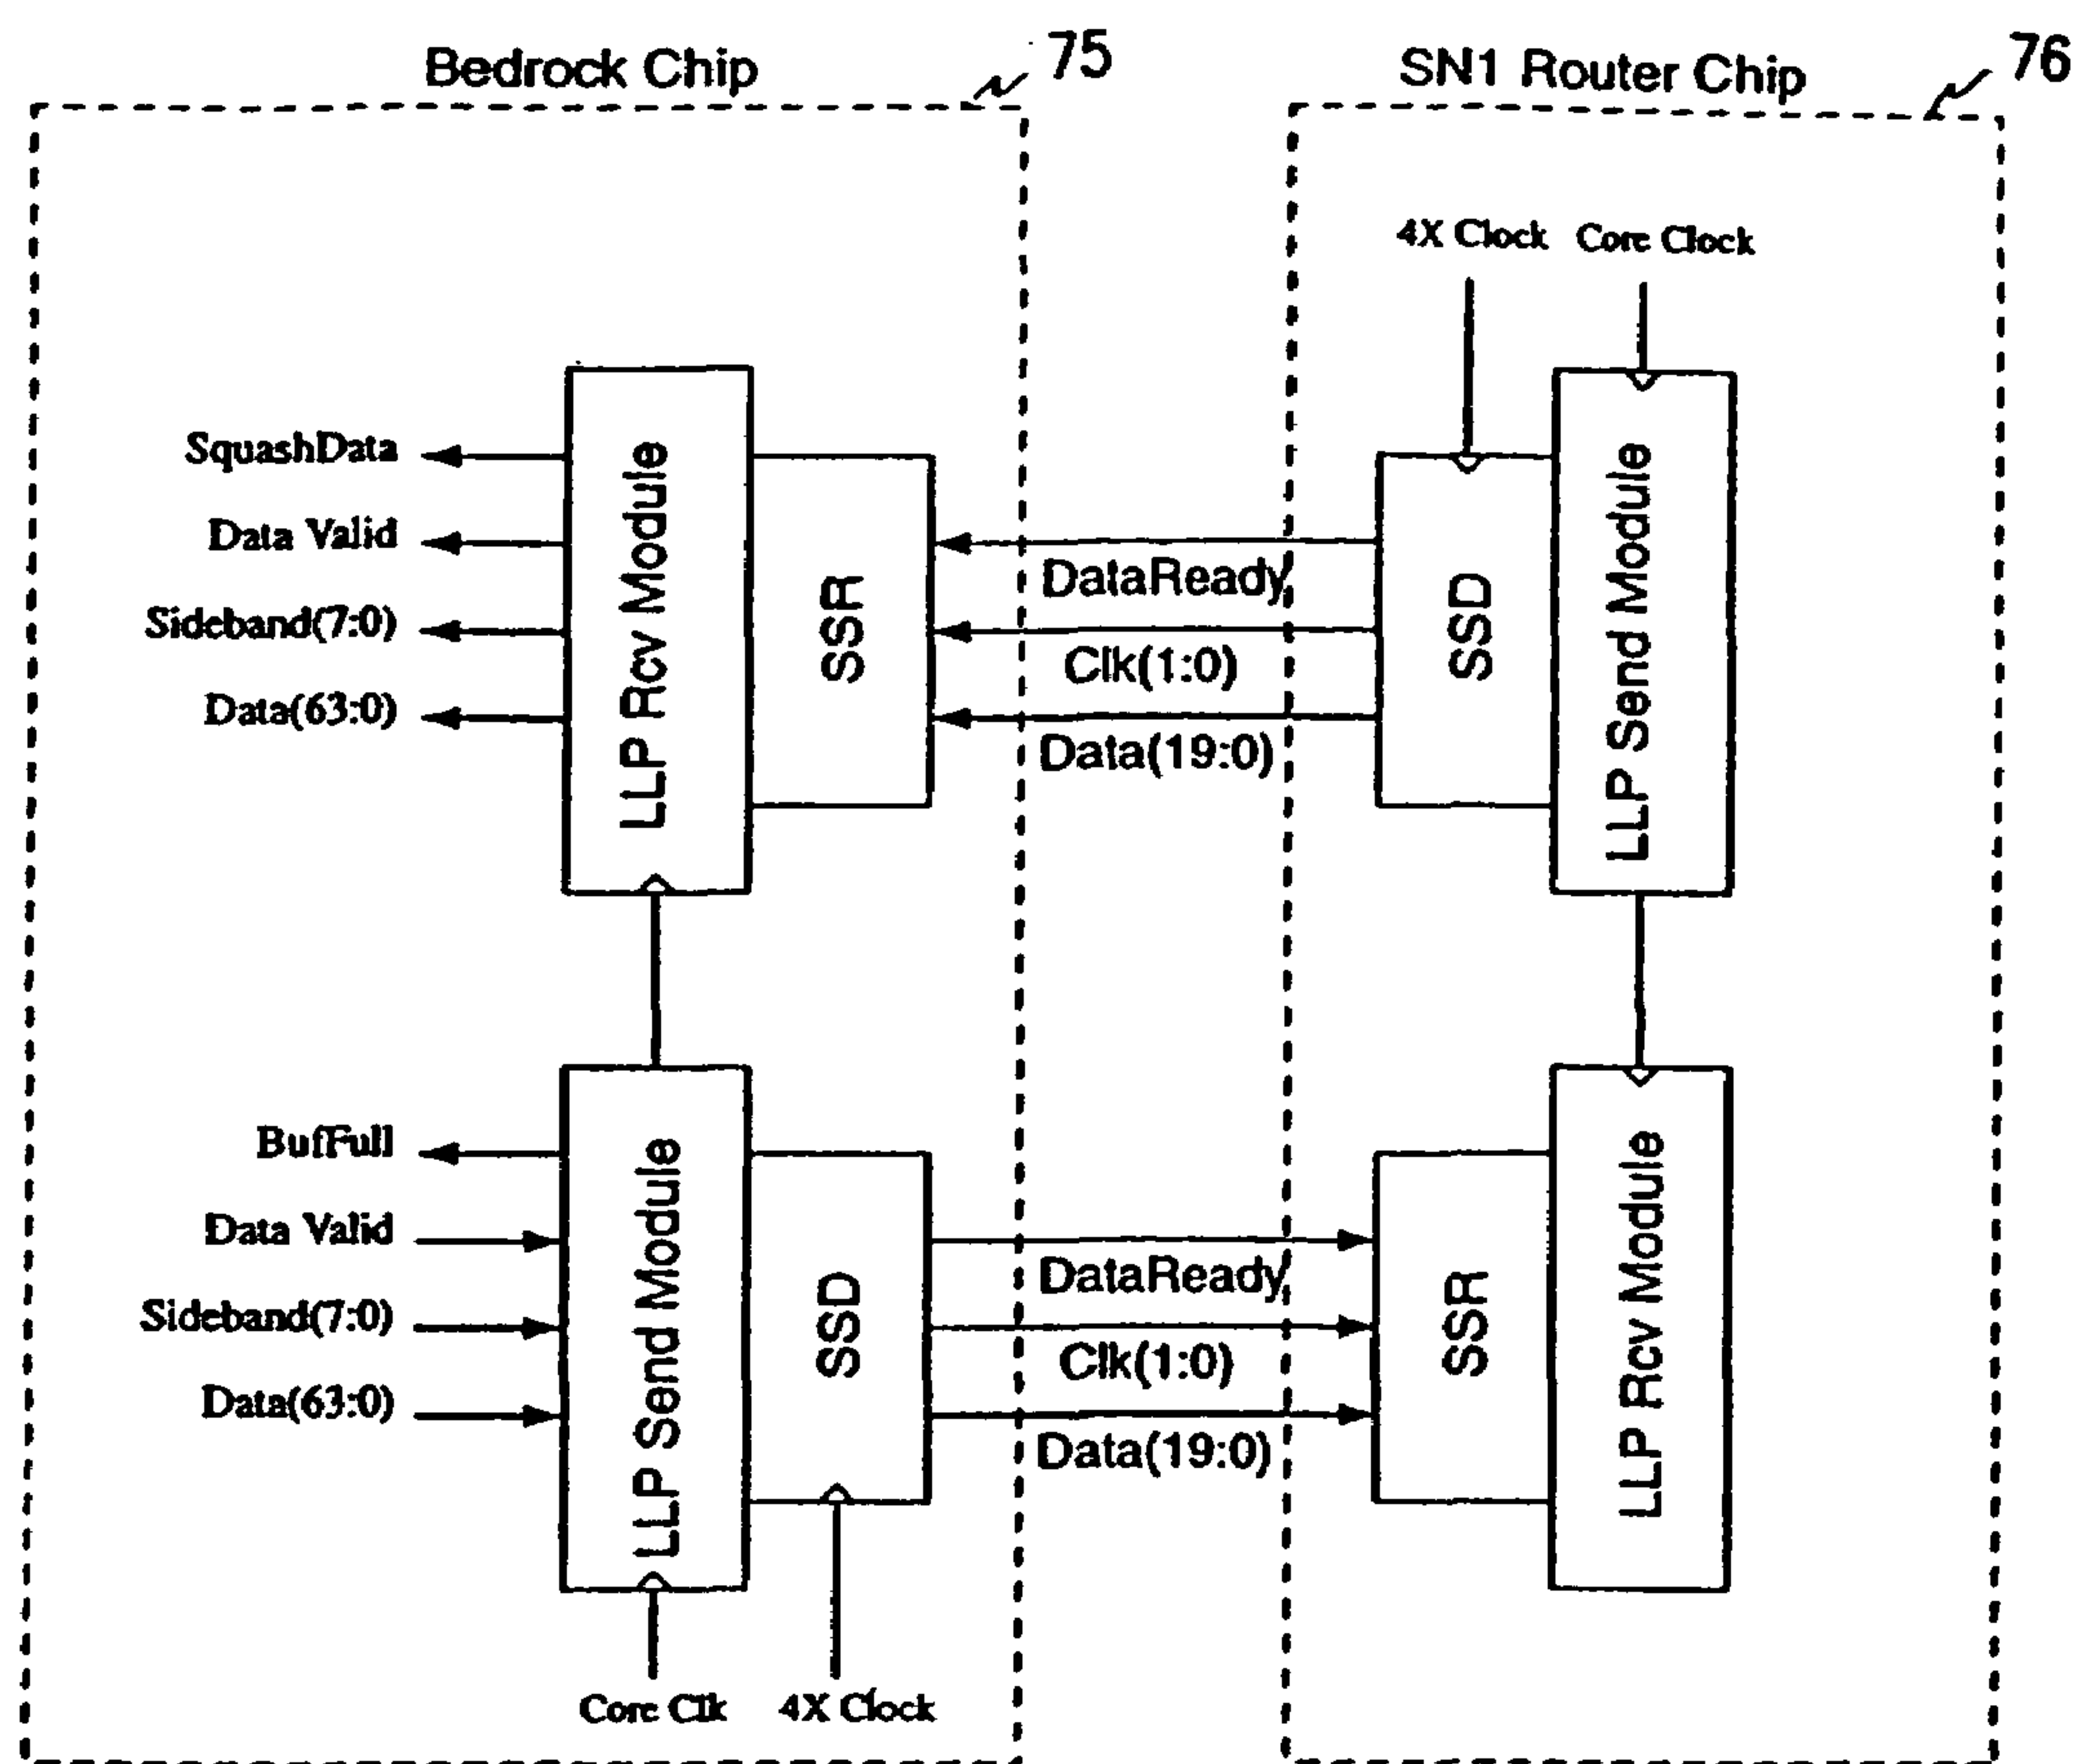 Bedrock Chip
75
SN1 Router Chip
76
4X Clock
Core Clock
SquashData
Data Valid
Sideband(7:0)
Data(63:0)
LLP Rcv Module
SSR
DataReady
Clk(1:0)
Data(19:0)
SSD
LLP Send Module
BufFull
Data Valid
Sideband(7:0)
Data(63:0)
LLP Send Module
SSD
DataReady
Clk(1:0)
Data(19:0)
SSR
LLP Rcv Module
Core Clk
4X Clock